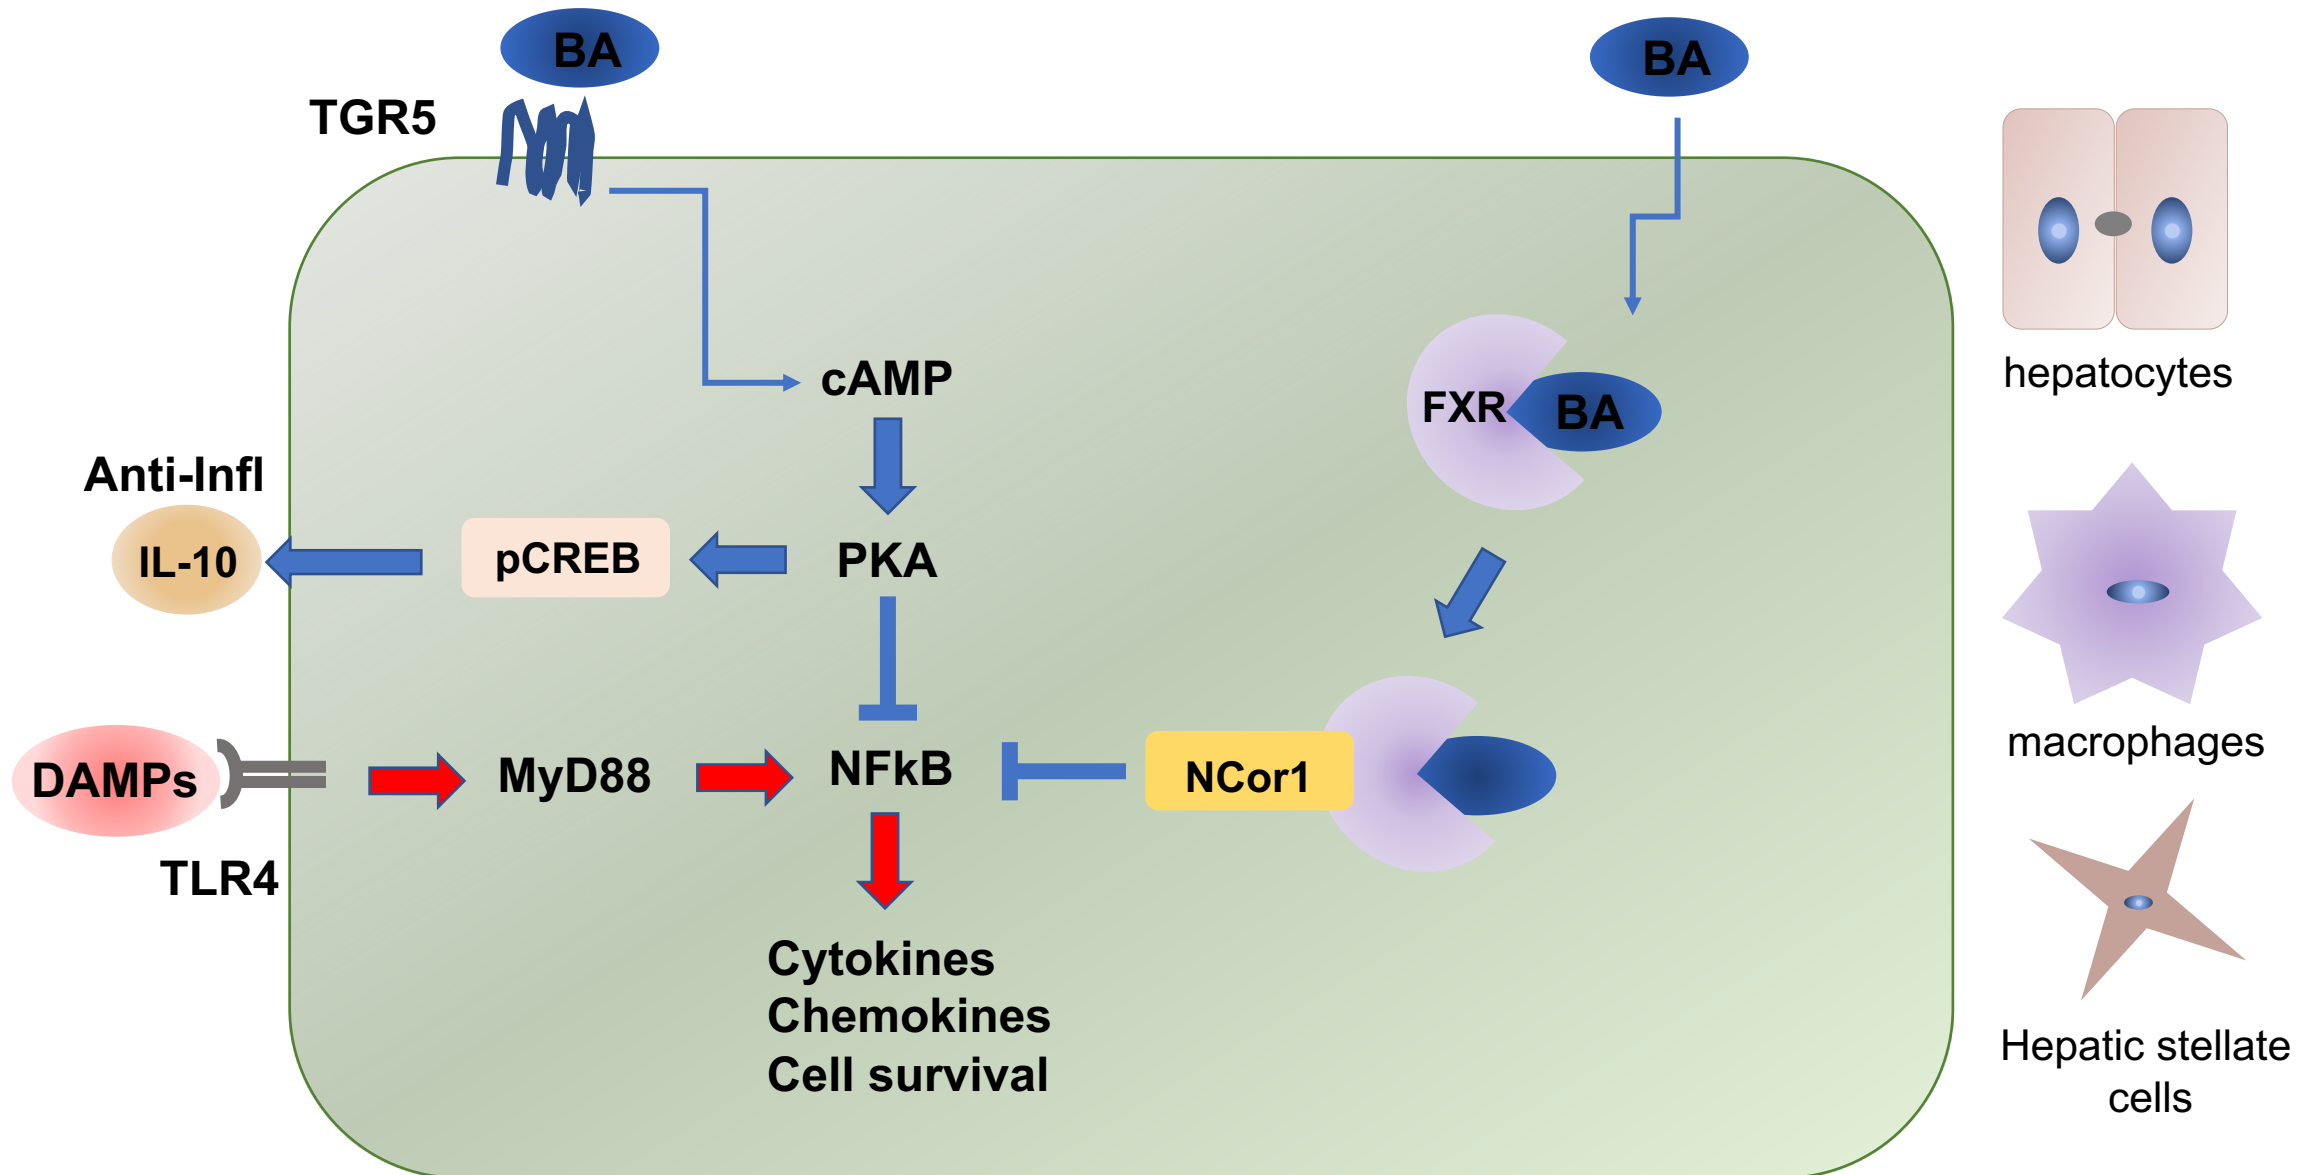 BA
BA
TGR5
hepatocytes
cAMP
FXR
BA
Anti-Infl
IL-10
pCREB
PKA
macrophages
DAMPs
MyD88
NFkB
NCor1
TLR4
Cytokines
Chemokines
Cell survival
Hepatic stellate
cells